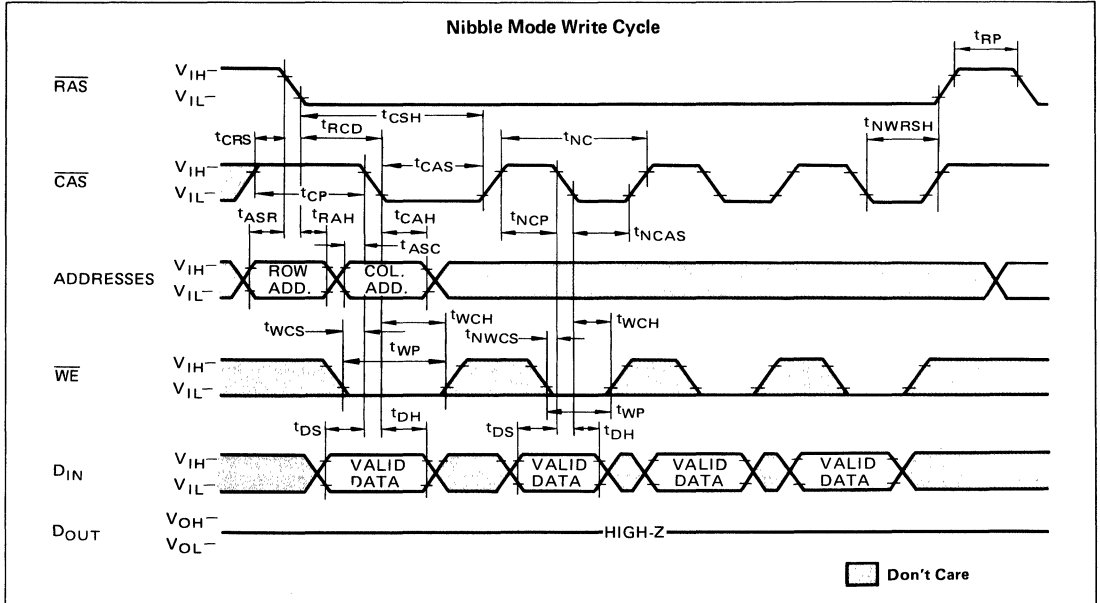 Nibble Mode Write Cycle
tRP
RAS
VIH
VIL
tCSH
tCRS
tRCD
tNC
tNWRSH
CAS
VIH
VIL
tCAS
tCP
tASR
tRAH
tCAH
tNCP
tNCAS
tASC
ADDRESSES
VIH
VIL
ROW ADD.
COL. ADD.
tWCS
tWCH
tNWCS
tWCH
tWP
WE
VIH
VIL
tWP
tDS
tDH
tDS
tDH
DIN
VIH
VIL
VALID DATA
VALID DATA
VALID DATA
VALID DATA
DOUT
VOH
VOL
HIGH-Z
Don't Care